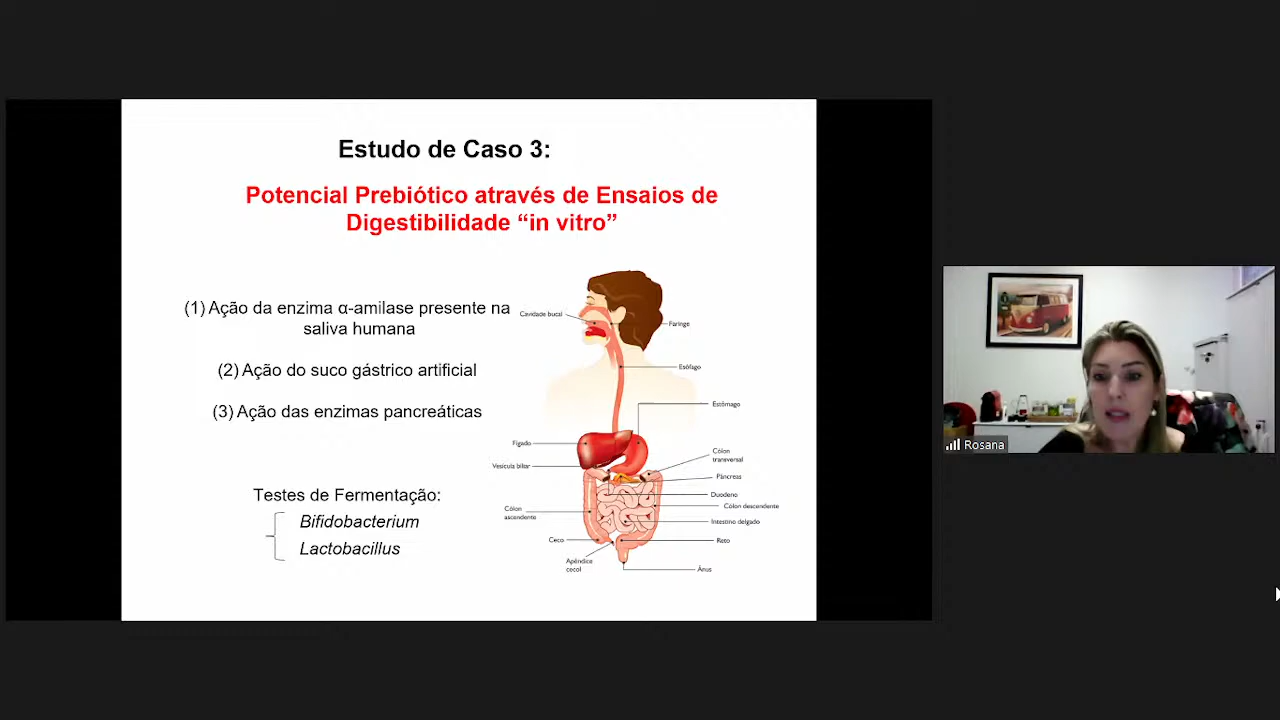 Estudo de Caso 3:
Potencial Prebiótico através de Ensaios de
Digestibilidade “in vitro”
(1) Ação da enzima α-amilase presente na
saliva humana
(2) Ação do suco gástrico artificial
(3) Ação das enzimas pancreáticas
Testes de Fermentação:
Bifidobacterium
Lactobacillus
Cavidade bucal
Faringe
Esôfago
Estômago
Fígado
Vesícula biliar
Cólon
transversal
Pâncreas
Duodeno
Cólon descendente
Cólon
ascendente
Intestino delgado
Ceco
Reto
Apêndice
cecal
Ânus
Rosana